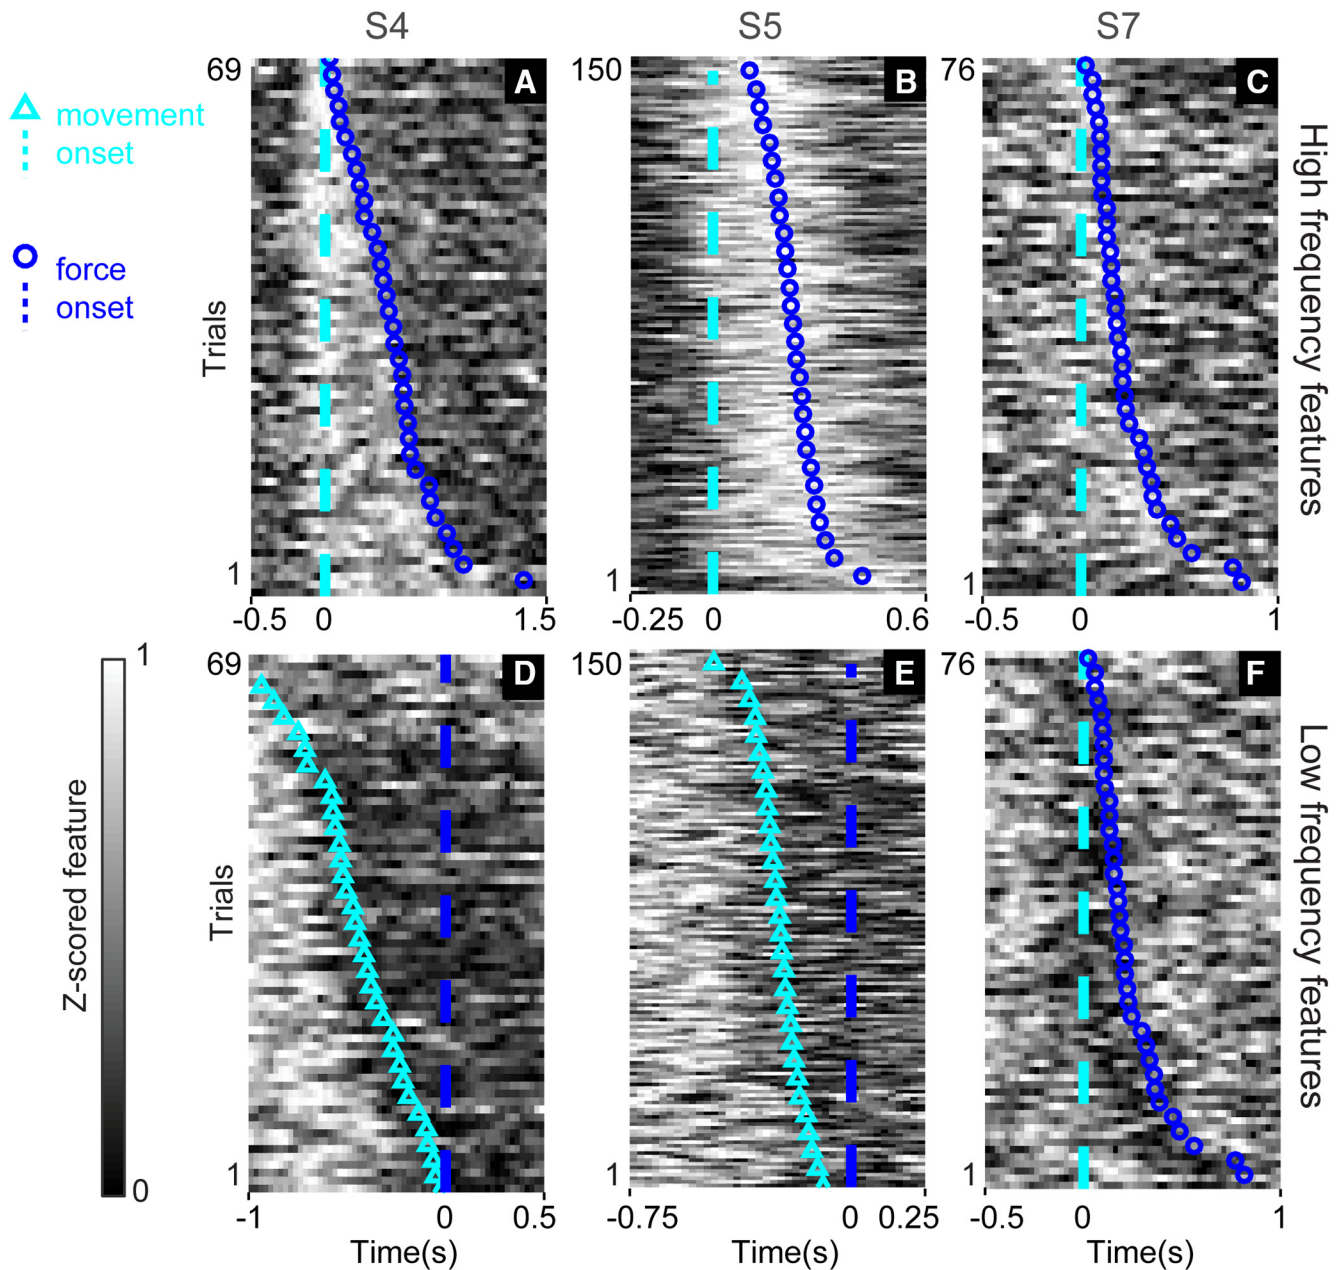 S4
S5
S7
movement
onset
force
onset
69
A
150
B
76
C
Trials
High frequency features
1
1
1
-0.5
0
1.5
-0.25
0
0.6
-0.5
0
1
1
0
Z-scored feature
69
D
150
E
76
F
Trials
Low frequency features
1
1
1
-1
0
0.5
-0.75
0
0.25
-0.5
0
1
Time(s)
Time(s)
Time(s)